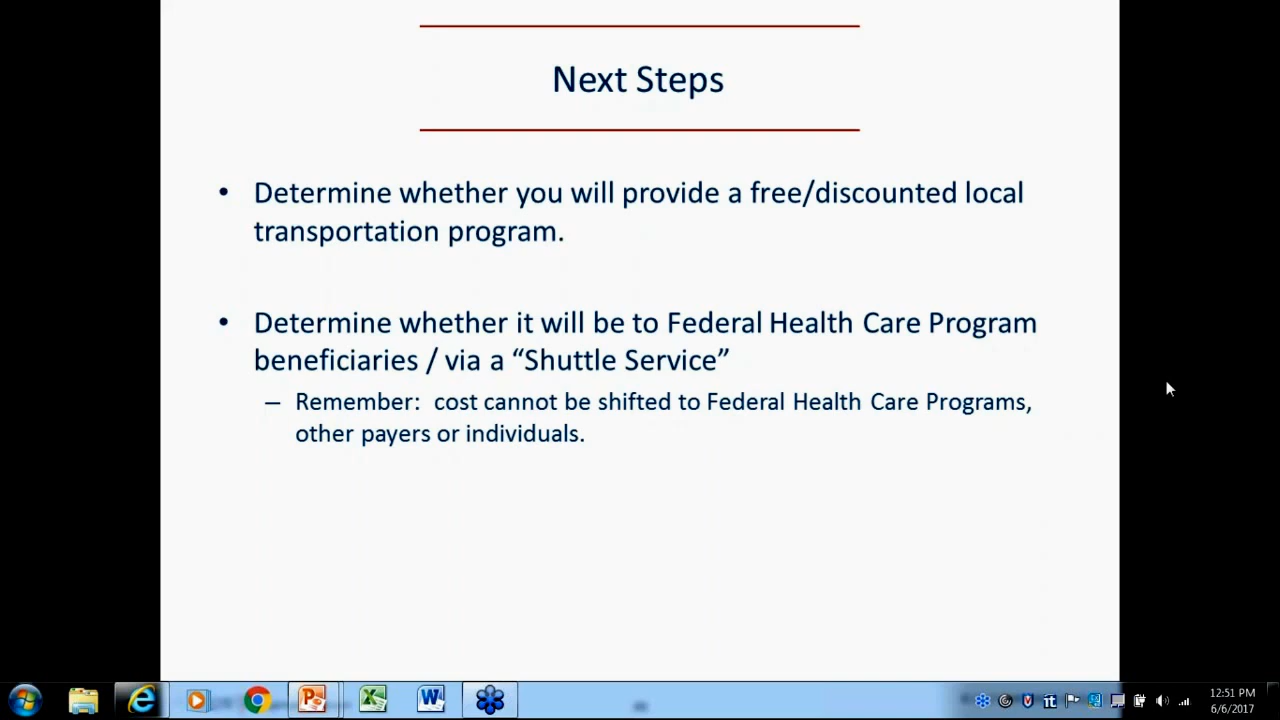 Next Steps
• Determine whether you will provide a free/discounted local
transportation program.
• Determine whether it will be to Federal Health Care Program
beneficiaries / via a “Shuttle Service”
– Remember: cost cannot be shifted to Federal Health Care Programs,
other payers or individuals.
12:51 PM
6/6/2017